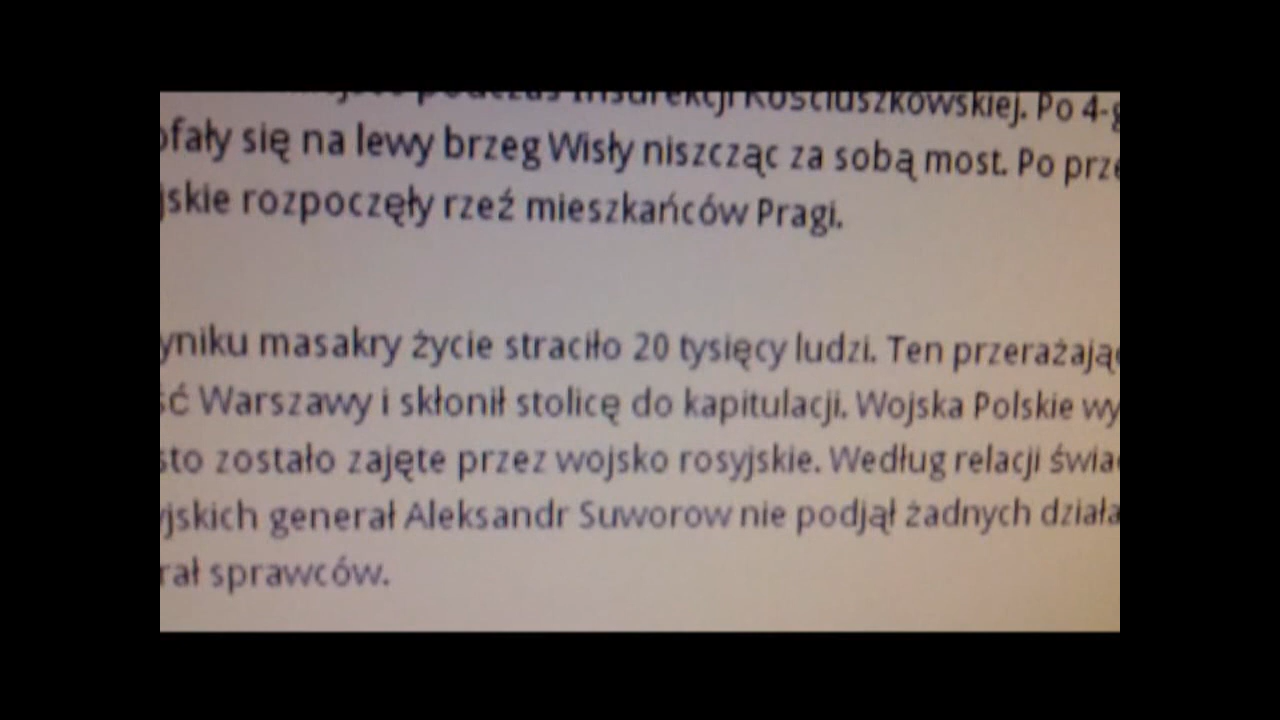 podczas Insurekcji Kościuszkowskiej. Po 4-g
ofały się na lewy brzeg Wisły niszcząc za sobą most. Po prze
jskie rozpoczęły rzeź mieszkańców Pragi.
yniku masakry życie straciło 20 tysięcy ludzi. Ten przerażając
ść Warszawy i skłonił stolicę do kapitulacji. Wojska Polskie wy
sto zostało zajęte przez wojsko rosyjskie. Według relacji świad
yjskich generał Aleksandr Suworow nie podjął żadnych działa
rał sprawców.